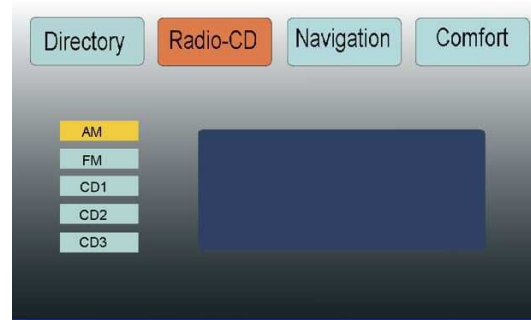 Directory Radio-CD Navigation Comfort
AM
FM
CD1
CD2
CD3